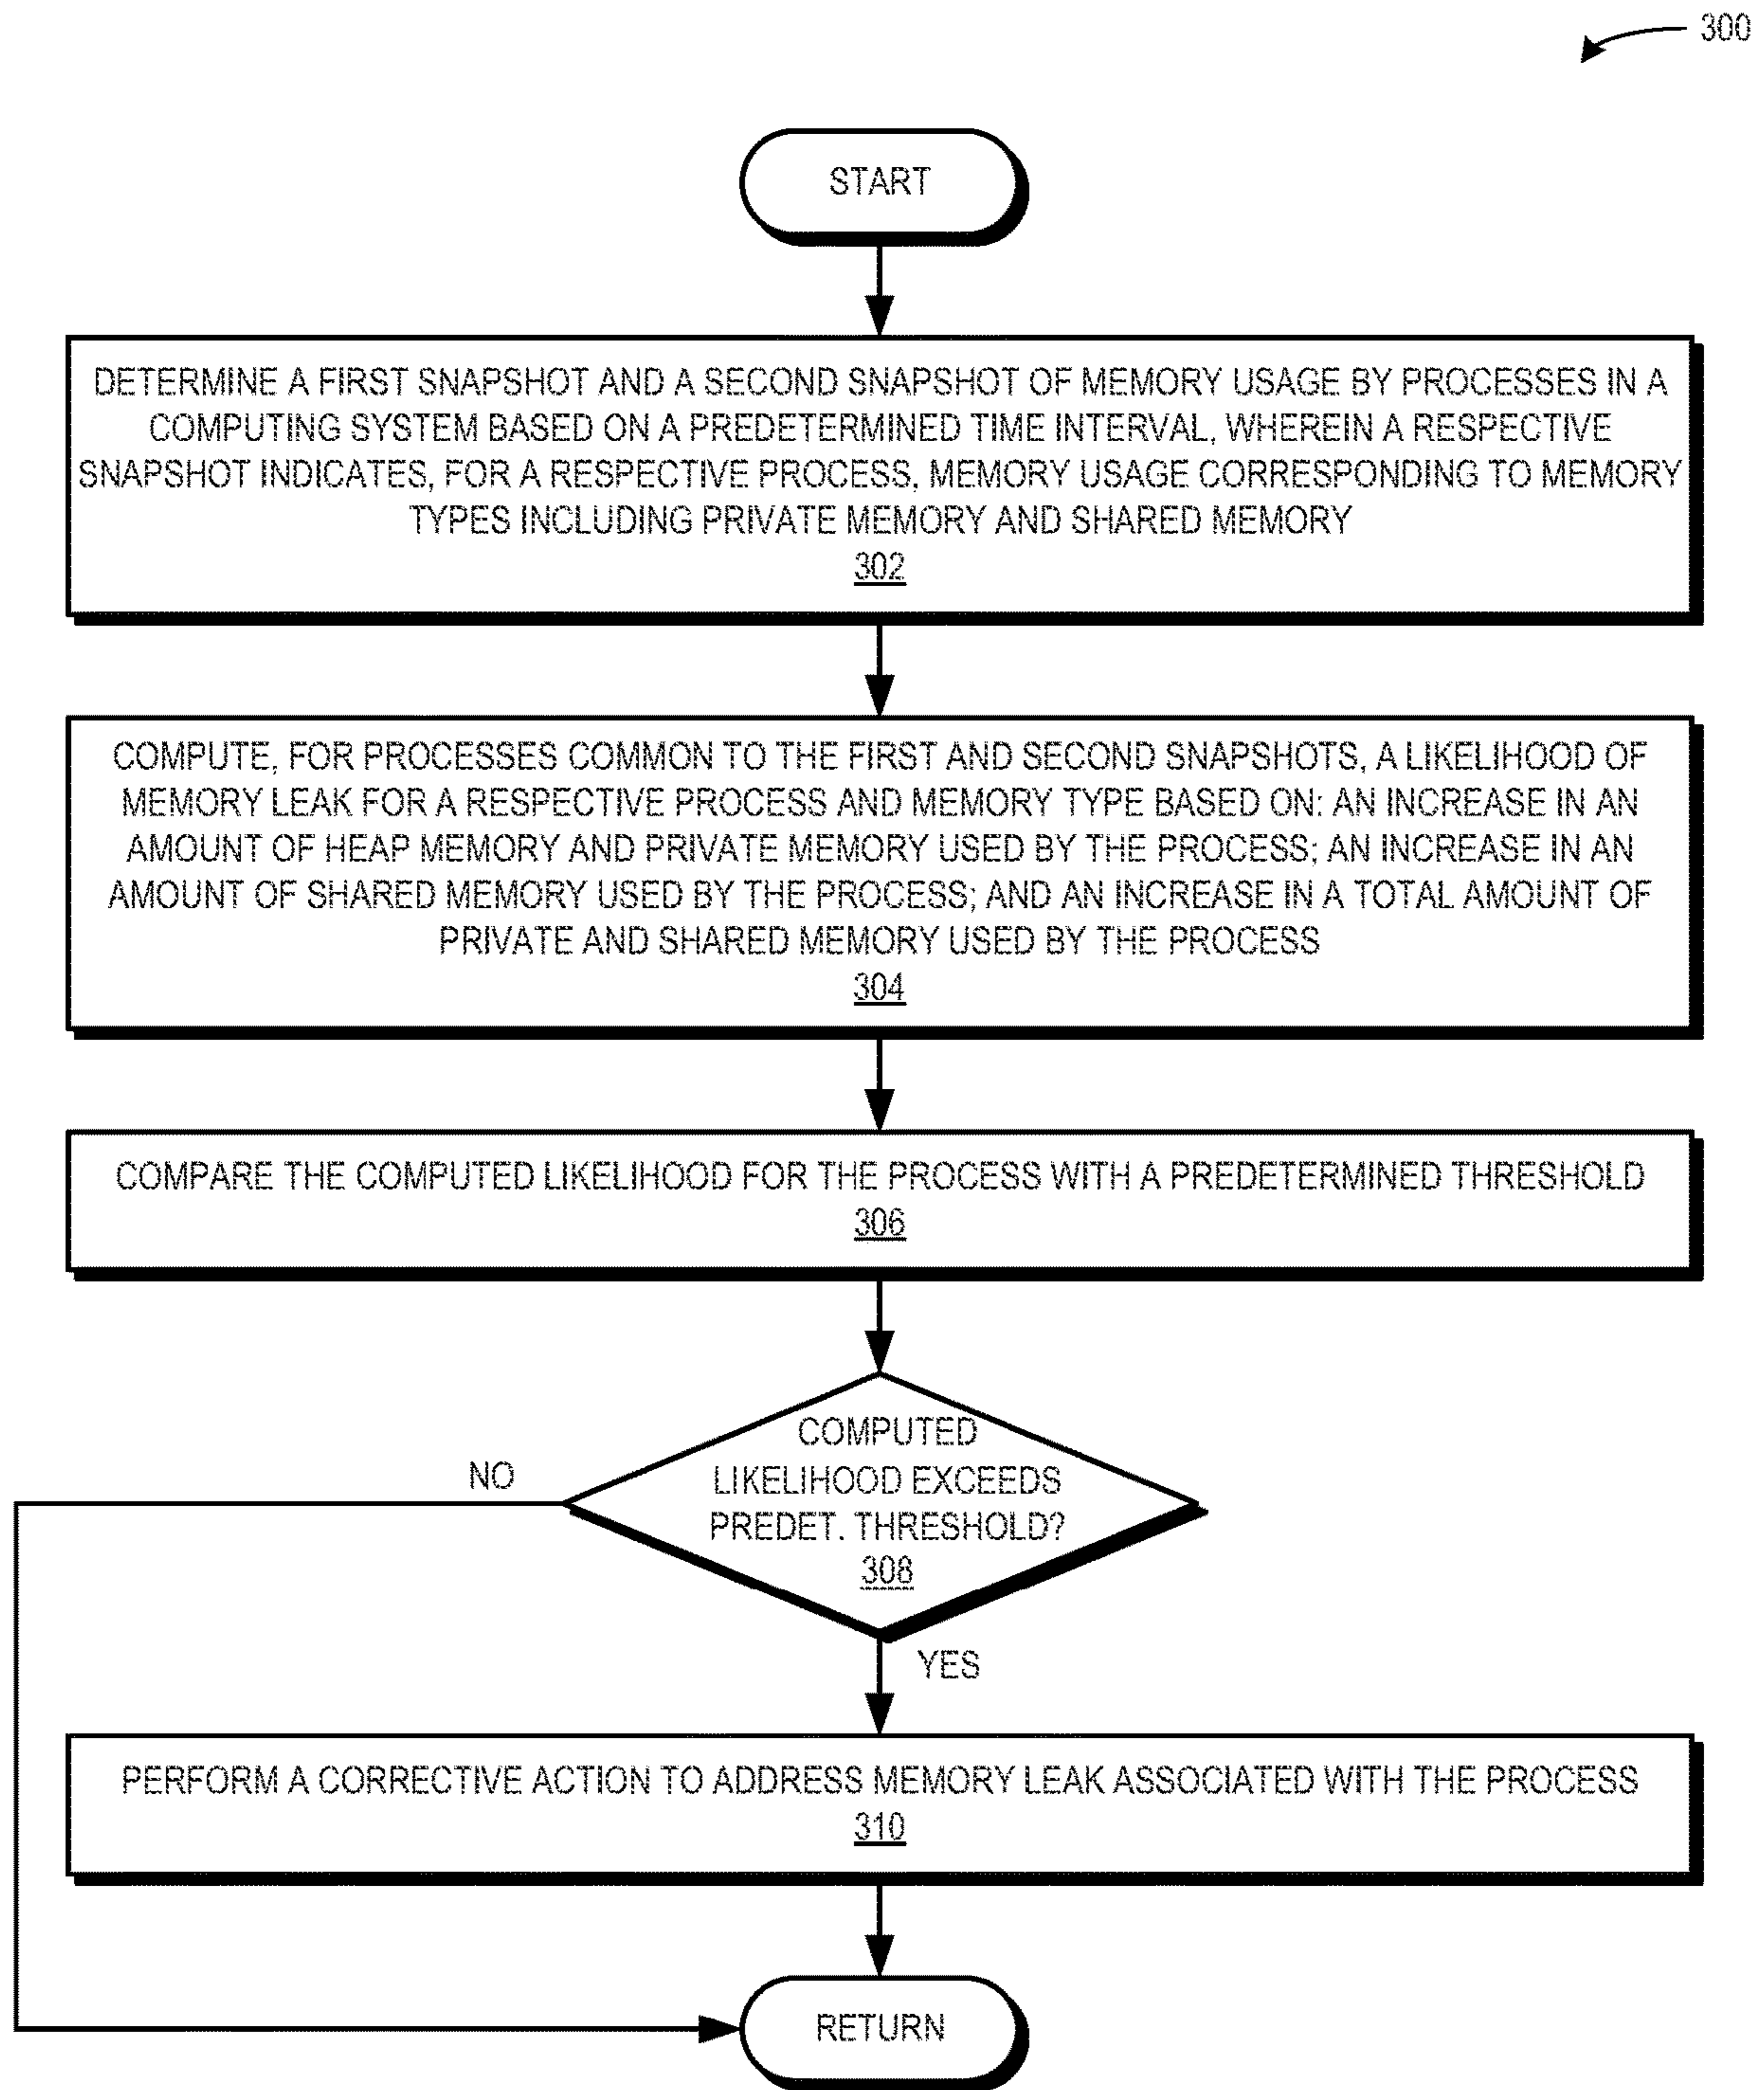 300
START
DETERMINE A FIRST SNAPSHOT AND A SECOND SNAPSHOT OF MEMORY USAGE BY PROCESSES IN A
COMPUTING SYSTEM BASED ON A PREDETERMINED TIME INTERVAL, WHEREIN A RESPECTIVE
SNAPSHOT INDICATES, FOR A RESPECTIVE PROCESS, MEMORY USAGE CORRESPONDING TO MEMORY
TYPES INCLUDING PRIVATE MEMORY AND SHARED MEMORY
302
COMPUTE, FOR PROCESSES COMMON TO THE FIRST AND SECOND SNAPSHOTS, A LIKELIHOOD OF
MEMORY LEAK FOR A RESPECTIVE PROCESS AND MEMORY TYPE BASED ON: AN INCREASE IN AN
AMOUNT OF HEAP MEMORY AND PRIVATE MEMORY USED BY THE PROCESS; AN INCREASE IN AN
AMOUNT OF SHARED MEMORY USED BY THE PROCESS; AND AN INCREASE IN A TOTAL AMOUNT OF
PRIVATE AND SHARED MEMORY USED BY THE PROCESS
304
COMPARE THE COMPUTED LIKELIHOOD FOR THE PROCESS WITH A PREDETERMINED THRESHOLD
306
COMPUTED
LIKELIHOOD EXCEEDS
PREDET. THRESHOLD?
308
NO
YES
PERFORM A CORRECTIVE ACTION TO ADDRESS MEMORY LEAK ASSOCIATED WITH THE PROCESS
310
RETURN